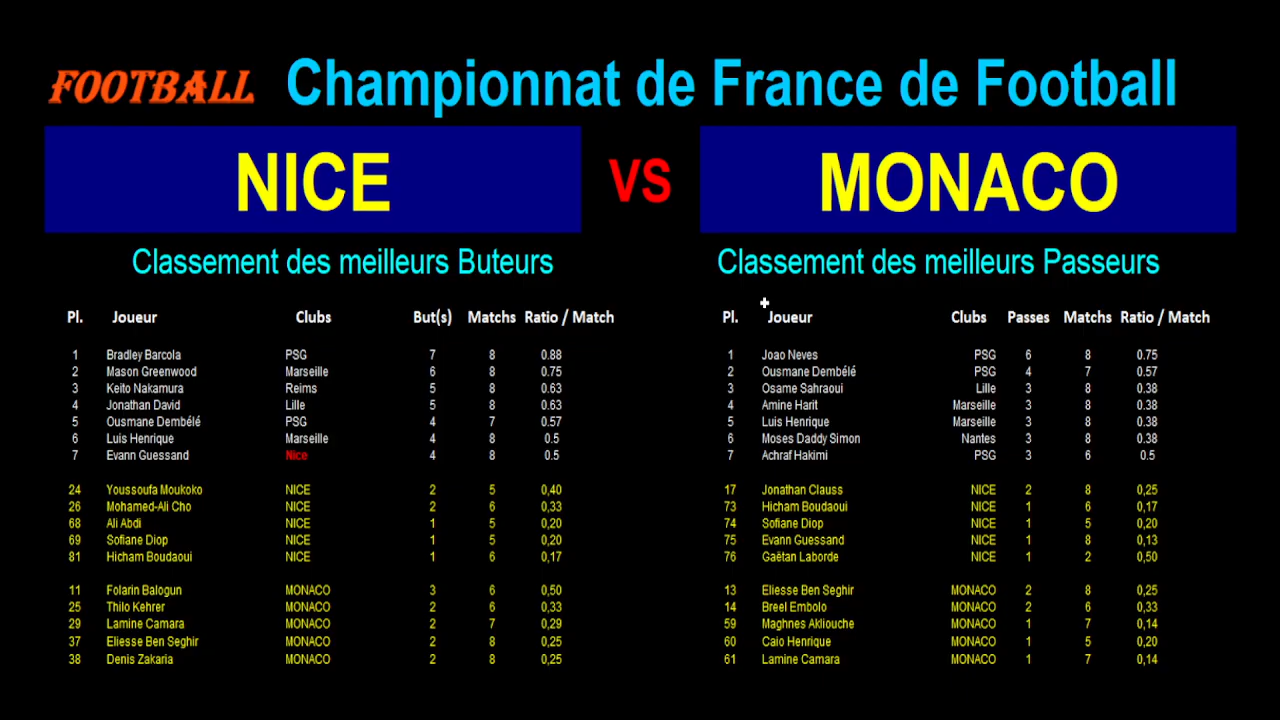 FOOTBALL Championnat de France de Football
NICE VS MONACO
Classement des meilleurs Buteurs
Pl. Joueur Clubs But(s) Matchs Ratio / Match
1 Bradley Barcola PSG 7 8 0.88
2 Mason Greenwood Marseille 6 8 0.75
3 Keito Nakamura Reims 5 8 0.63
4 Jonathan David Lille 5 8 0.63
5 Ousmane Dembélé PSG 4 7 0.57
6 Luis Henrique Marseille 4 8 0.5
7 Evann Guessand Nice 4 8 0.5
24 Youssoufa Moukoko NICE 2 5 0,40
26 Mohamed-Ali Cho NICE 2 6 0,33
68 Ali Abdi NICE 1 5 0,20
69 Sofiane Diop NICE 1 5 0,20
81 Hicham Boudaoui NICE 1 6 0,17
11 Folarin Balogun MONACO 3 6 0,50
25 Thilo Kehrer MONACO 2 6 0,33
29 Lamine Camara MONACO 2 7 0,29
37 Eliesse Ben Seghir MONACO 2 8 0,25
38 Denis Zakaria MONACO 2 8 0,25
Classement des meilleurs Passeurs
Pl. Joueur Clubs Passes Matchs Ratio / Match
1 Joao Neves PSG 6 8 0.75
2 Ousmane Dembélé PSG 4 7 0.57
3 Osame Sahraoui Lille 3 8 0.38
4 Amine Harit Marseille 3 8 0.38
5 Luis Henrique Marseille 3 8 0.38
6 Moses Daddy Simon Nantes 3 8 0.38
7 Achraf Hakimi PSG 3 6 0.5
17 Jonathan Clauss NICE 2 8 0,25
73 Hicham Boudaoui NICE 1 6 0,17
74 Sofiane Diop NICE 1 5 0,20
75 Evann Guessand NICE 1 8 0,13
76 Gaëtan Laborde NICE 1 2 0,50
13 Eliesse Ben Seghir MONACO 2 8 0,25
14 Breel Embolo MONACO 2 6 0,33
59 Maghnes Akliouche MONACO 1 7 0,14
60 Caio Henrique MONACO 1 5 0,20
61 Lamine Camara MONACO 1 7 0,14